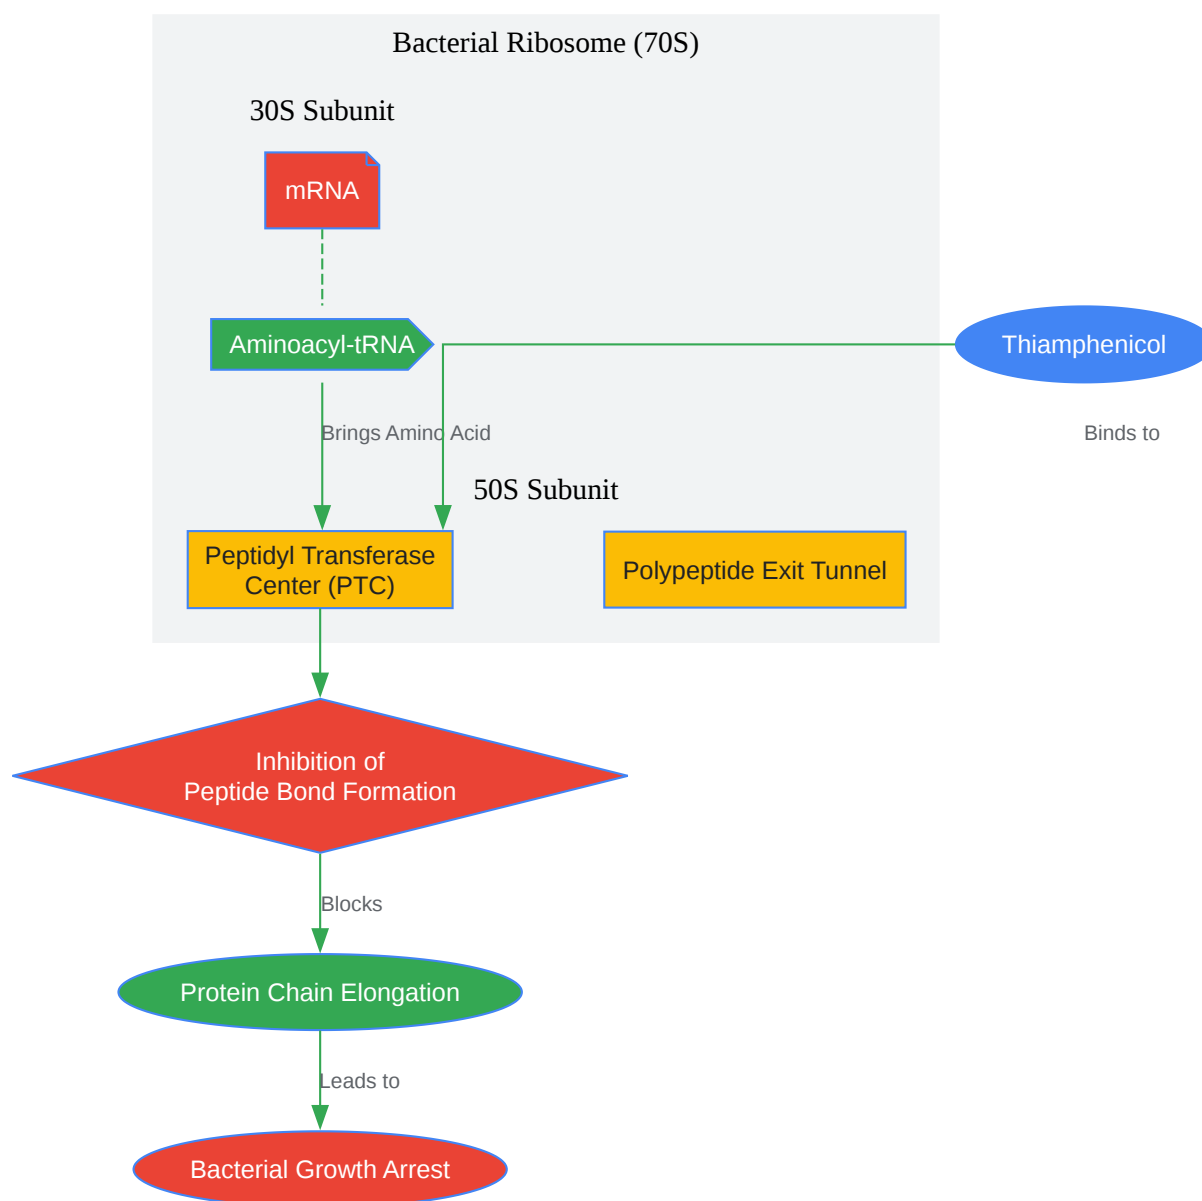 Bacterial Ribosome (70S)
30S Subunit
mRNA
Aminoacyl-tRNA
Thiamphenicol
Brings Amino Acid
Binds to
50S Subunit
Peptidyl Transferase
Center (PTC)
Polypeptide Exit Tunnel
Inhibition of
Peptide Bond Formation
Blocks
Protein Chain Elongation
Leads to
Bacterial Growth Arrest